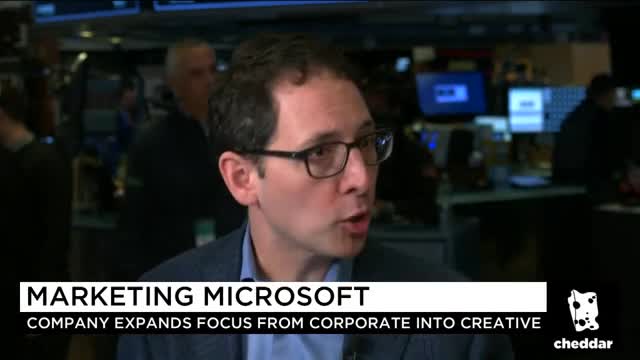 MARKETING MICROSOFT
COMPANY EXPANDS FOCUS FROM CORPORATE INTO CREATIVE
cheddar